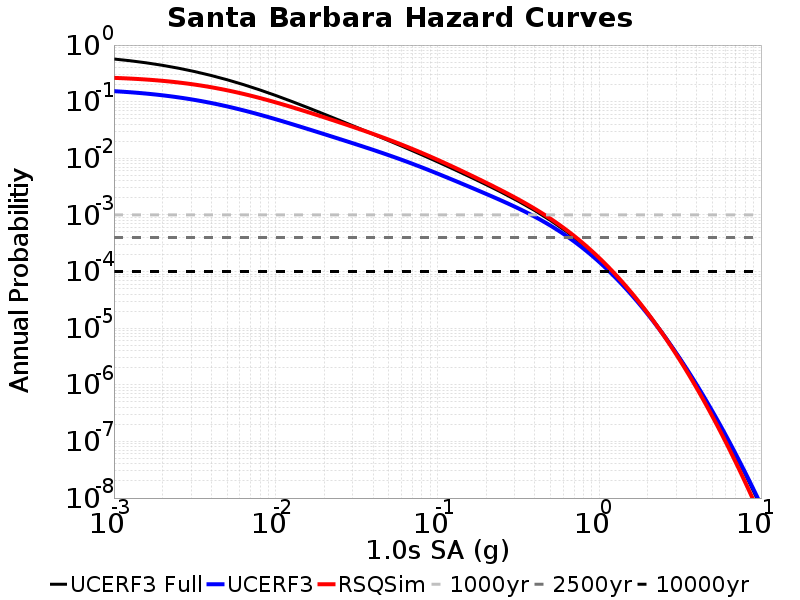 Santa Barbara Hazard Curves
Annual Probabilitiy
10^0
10^-1
10^-2
10^-3
10^-4
10^-5
10^-6
10^-7
10^-8
10^-3 10^-2 10^-1 10^0 10^1
1.0s SA (g)
UCERF3 Full UCERF3 RSQSim 1000yr 2500yr 10000yr